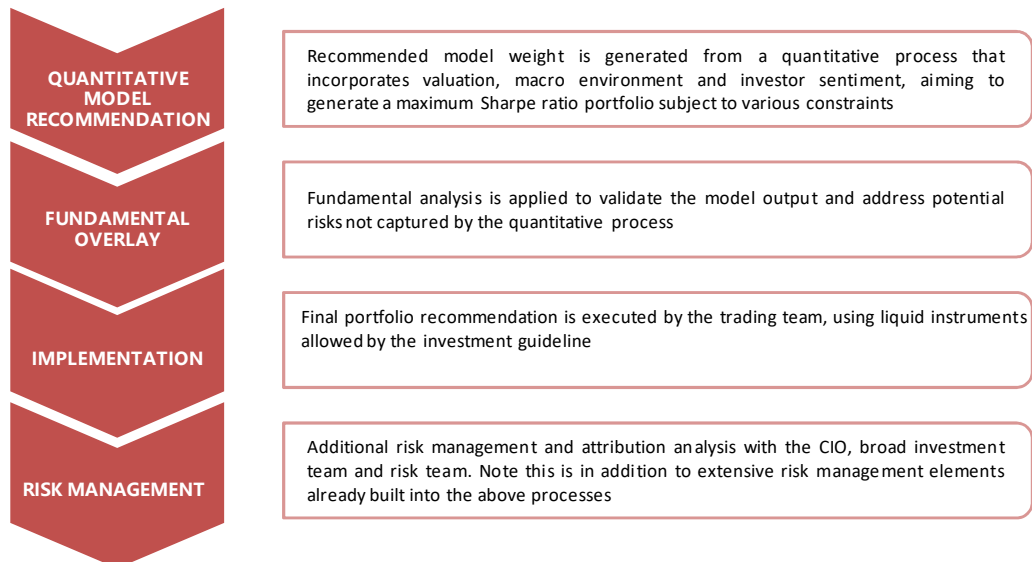 QUANTITATIVE
MODEL
RECOMMENDATION
Recommended model weight is generated from a quantitative process that
incorporates valuation, macro environment and investor sentiment, aiming to
generate a maximum Sharpe ratio portfolio subject to various constraints
FUNDAMENTAL
OVERLAY
Fundamental analysis is applied to validate the model output and address potential
risks not captured by the quantitative process
IMPLEMENTATION
Final portfolio recommendation is executed by the trading team, using liquid instruments
allowed by the investment guideline
RISK MANAGEMENT
Additional risk management and attribution analysis with the CIO, broad investment
team and risk team. Note this is in addition to extensive risk management elements
already built into the above processes